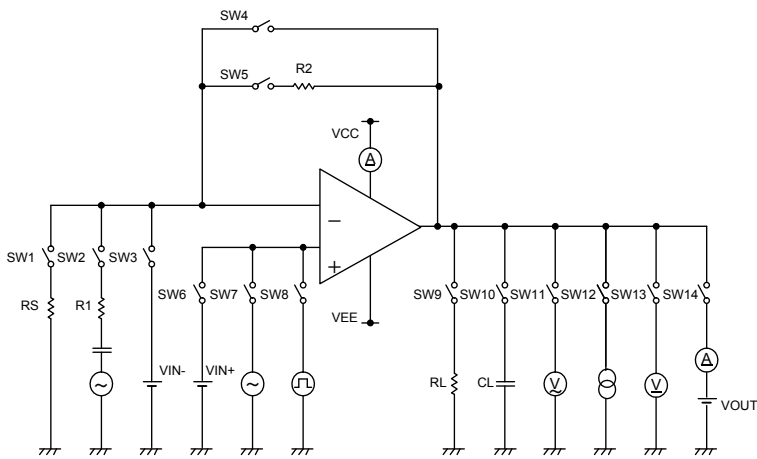 SW4
SW5
R2
VCC
A
−
+
VEE
SW1
SW2
SW3
SW6
SW7
SW8
SW9
SW10
SW11
SW12
SW13
SW14
RS
R1
VIN-
VIN+
RL
CL
V
V
A
VOUT